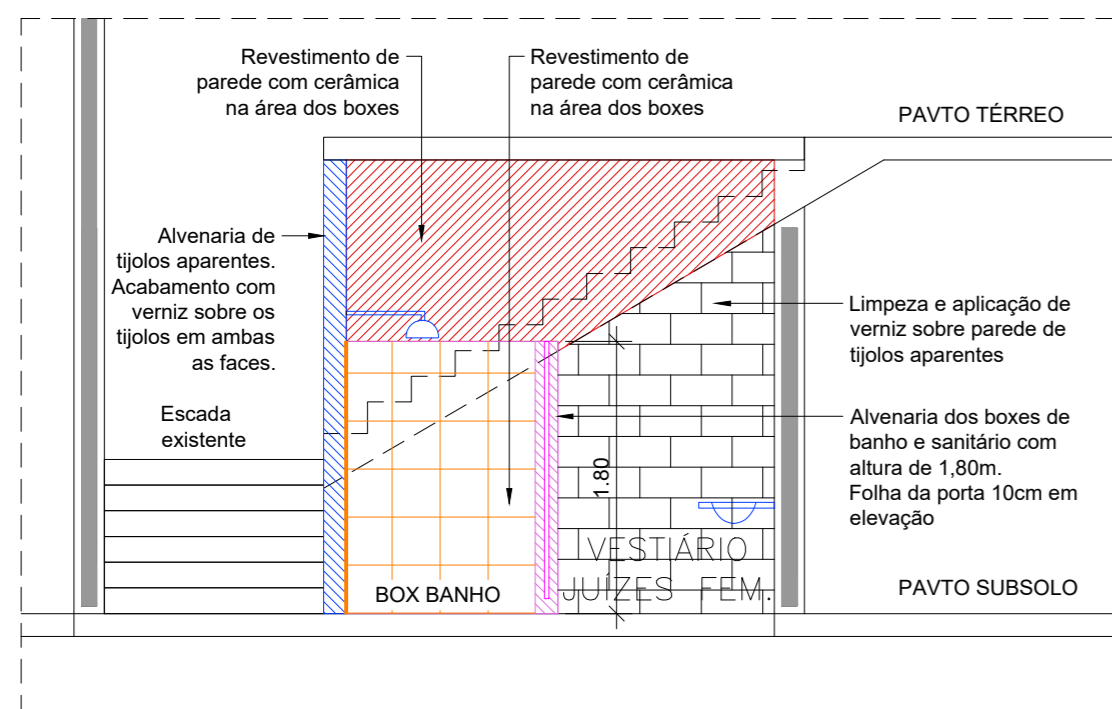 Revestimento de
parede com cerâmica
na área dos boxes
Revestimento de
parede com cerâmica
na área dos boxes
PAVTO TÉRREO
Alvenaria de
tijolos aparentes.
Acabamento com
verniz sobre os
tijolos em ambas
as faces.
Limpeza e aplicação de
verniz sobre parede de
tijolos aparentes
Escada
existente
Alvenaria dos boxes de
banho e sanitário com
altura de 1,80m.
Folha da porta 10cm em
elevação
1.80
VESTIÁRIO
JUÍZES FEM.
BOX BANHO
PAVTO SUBSOLO